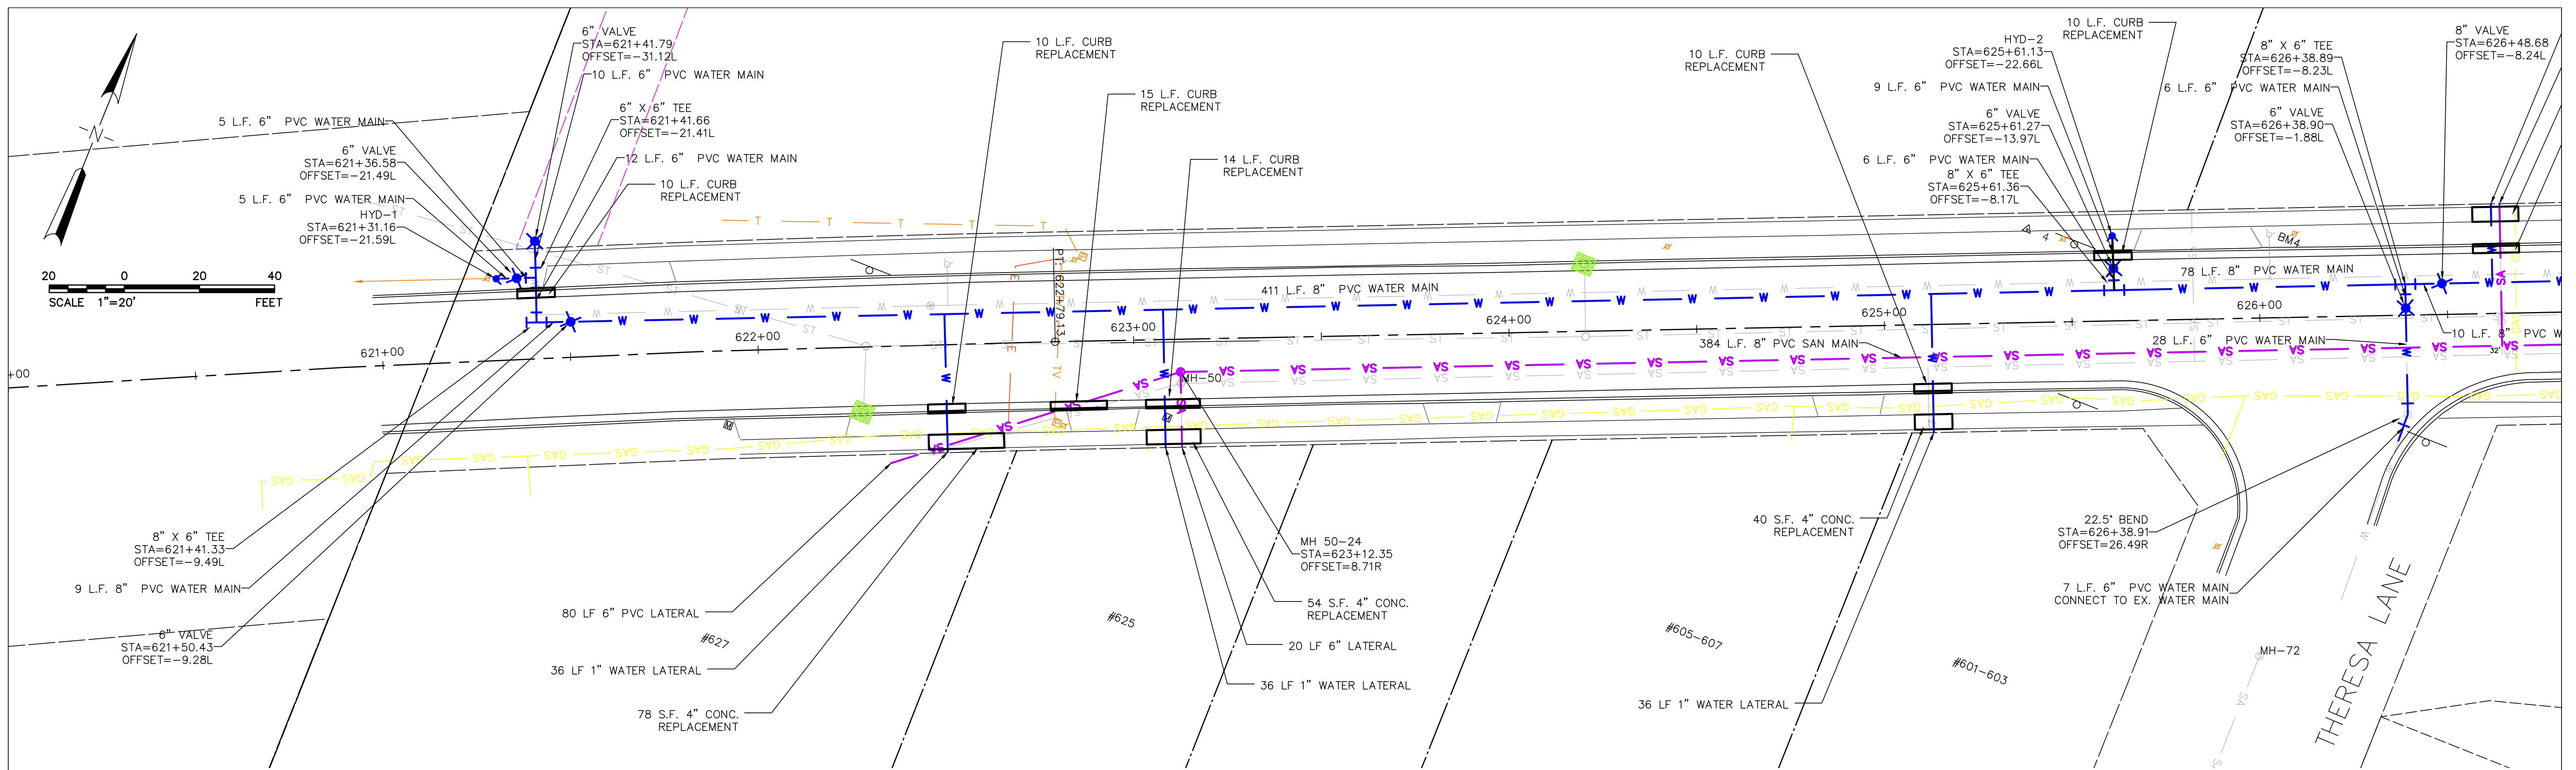 6" VALVE
STA=621+41.79
OFFSET=-31.12L
10 L.F. 6" PVC WATER MAIN
6" X 6" TEE
STA=621+41.66
OFFSET=-21.41L
12 L.F. 6" PVC WATER MAIN
10 L.F. CURB
REPLACEMENT
5 L.F. 6" PVC WATER MAIN
6" VALVE
STA=621+36.58
OFFSET=-21.49L
5 L.F. 6" PVC WATER MAIN
HYD-1
STA=621+31.16
OFFSET=-21.59L
N
20 0 20 40
SCALE 1"=20' FEET
10 L.F. CURB
REPLACEMENT
15 L.F. CURB
REPLACEMENT
14 L.F. CURB
REPLACEMENT
10 L.F. CURB
REPLACEMENT
10 L.F. CURB
REPLACEMENT
HYD-2
STA=625+61.13
OFFSET=-22.66L
9 L.F. 6" PVC WATER MAIN
6" VALVE
STA=625+61.27
OFFSET=-13.97L
6 L.F. 6" PVC WATER MAIN
8" X 6" TEE
STA=625+61.36
OFFSET=-8.17L
8" X 6" TEE
STA=626+38.89
OFFSET=-8.23L
6 L.F. 6" PVC WATER MAIN
6" VALVE
STA=626+38.90
OFFSET=-1.88L
8" VALVE
STA=626+48.68
OFFSET=-8.24L
T T T T T
PT: 622+79.13
E
E
TV
ST ST ST ST
4
BM4
411 L.F. 8" PVC WATER MAIN
78 L.F. 8" PVC WATER MAIN
+00
621+00
622+00
623+00
624+00
625+00
626+00
384 L.F. 8" PVC SAN MAIN
28 L.F. 6" PVC WATER MAIN
10 L.F. 8" PVC W
32'
MH-50
8" X 6" TEE
STA=621+41.33
OFFSET=-9.49L
9 L.F. 8" PVC WATER MAIN
6" VALVE
STA=621+50.43
OFFSET=-9.28L
80 LF 6" PVC LATERAL
#627
36 LF 1" WATER LATERAL
78 S.F. 4" CONC.
REPLACEMENT
#625
MH 50-24
STA=623+12.35
OFFSET=8.71R
54 S.F. 4" CONC.
REPLACEMENT
20 LF 6" LATERAL
36 LF 1" WATER LATERAL
#605-607
40 S.F. 4" CONC.
REPLACEMENT
36 LF 1" WATER LATERAL
#601-603
22.5° BEND
STA=626+38.91
OFFSET=26.49R
7 L.F. 6" PVC WATER MAIN
CONNECT TO EX. WATER MAIN
MH-72
THERESA LANE